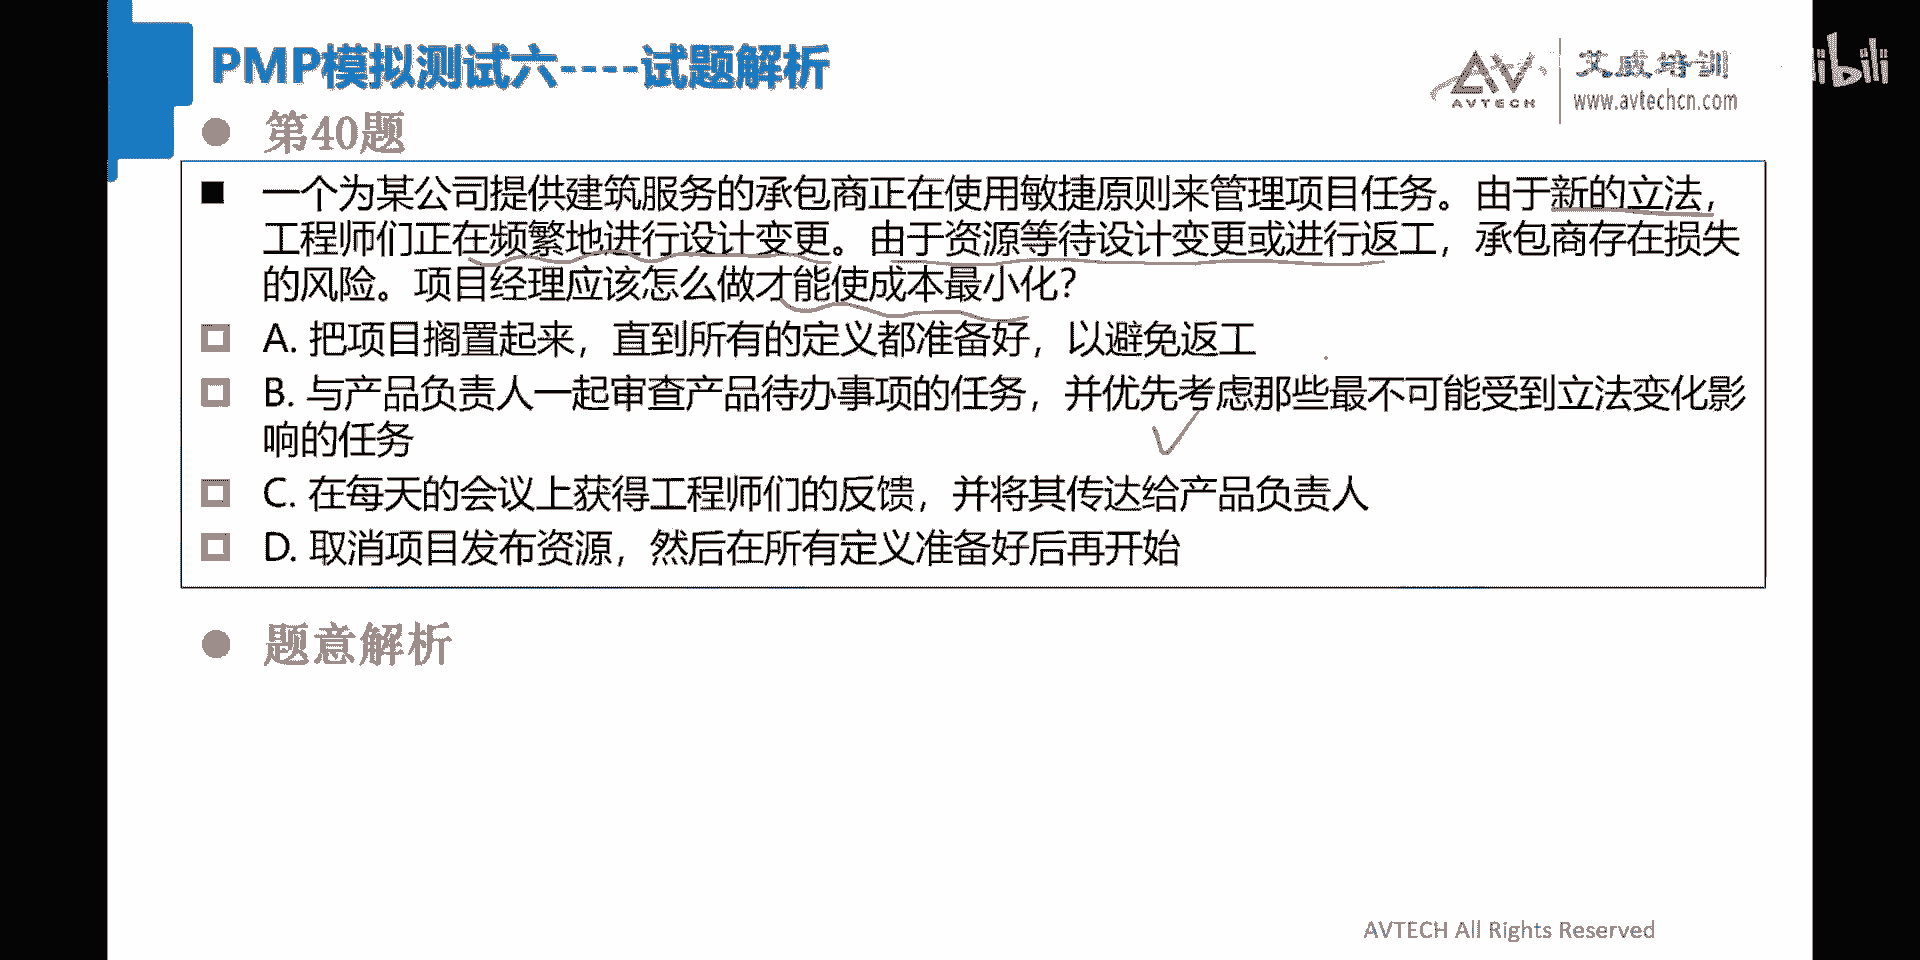 PMP模拟测试六----试题解析
AVTECH
艾威培训
www.avtechcn.com
第40题
一个为某公司提供建筑服务的承包商正在使用敏捷原则来管理项目任务。由于新的立法，
工程师们正在频繁地进行设计变更。由于资源等待设计变更或进行返工，承包商存在损失
的风险。项目经理应该怎么做才能使成本最小化？
A. 把项目搁置起来，直到所有的定义都准备好，以避免返工
B. 与产品负责人一起审查产品待办事项的任务，并优先考虑那些最不可能受到立法变化影
响的任务
C. 在每天的会议上获得工程师们的反馈，并将其传达给产品负责人
D. 取消项目发布资源，然后在所有定义准备好后再开始
题意解析
AVTECH All Rights Reserved